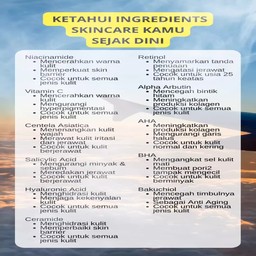 KETAHUI INGREDIENTS
SKINCARE KAMU
SEJAK DINI
Niacinamide
Mencerahkan warna
kulit
Memperkuat skin
barrier
Cocok untuk semua
jenis kulit
Vitamin C
Mencerahkan warna
kulit
Mengurangi
hyperpigmentasi
Cocok untuk semua
jenis kulit
Centela Asiatica
Menenangkan kulit
wajah
Merawat kulit iritasi
dan jerawat
Cocok untuk kulit
berjerawat
Salicylic Acid
Mengurangi minyak &
sebum
Meredakan jerawat
Cocok untuk kulit
berjerawat
Hyaluronic Acid
Menghidrasi kulit
Menjaga kekenyalan
kulit
Cocok untuk semua
jenis kulit
Ceramide
Menghidrasi kulit
Memperbaiki skin
barrier
Cocok untuk semua
jenis kulit
Retinol
Menyamarkan tanda
penuaan
Mengatasi jerawat
Cocok untuk usia 25
tahun keatas
Alpha Arbutin
Mencegah bintik
hitam
Meningkatkan
produksi kolagen
Cocok untuk semua
jenis kulit
AHA
Meningkatkan
produksi kolagen
Mengurangi garis
halus
Cocok untuk kulit
normal dan kering
BHA
Mengangkat sel kulit
mati
Membuat pori2
tampak mengecil
Cocok untuk kulit
berminyak
Bakuchiol
Mencegah timbulnya
jerawat
Sebagai Anti Aging
Cocok untuk semua
jenis kulit